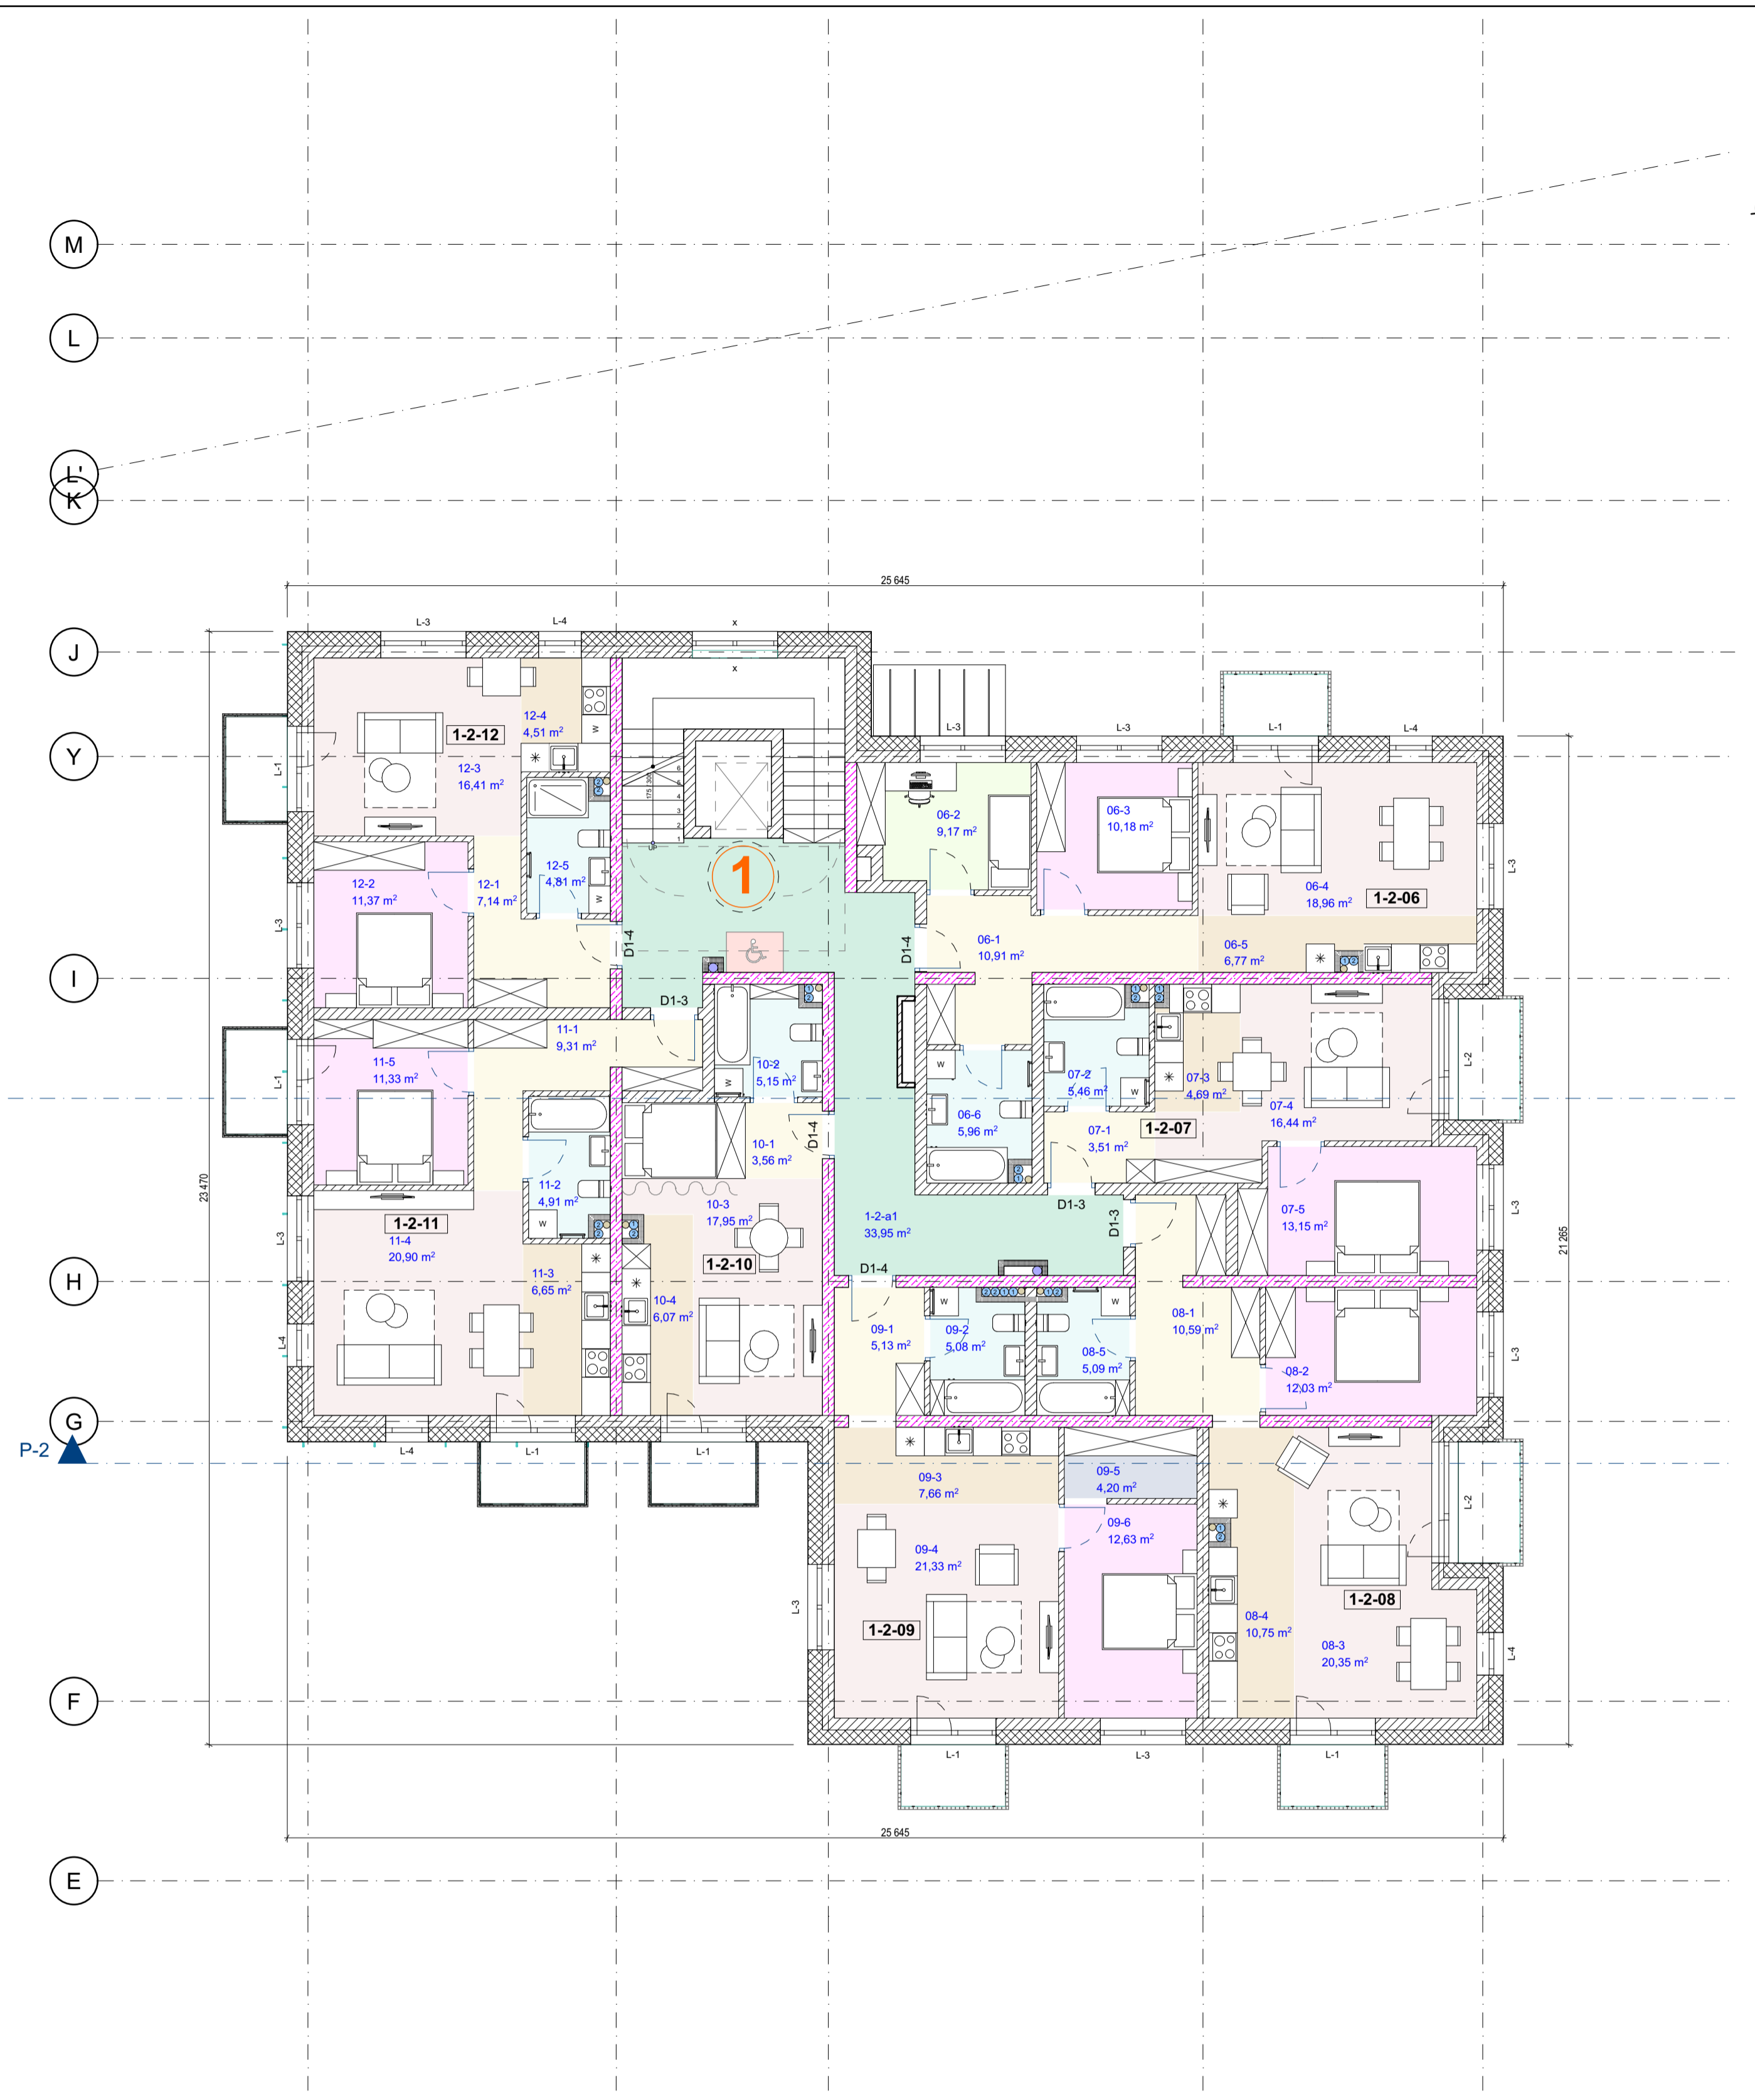 M
L
L'
K
25 645
J
L-3
L-4
x
x
12-4
4,51 m²
1-2-12
W
Y
L-3
L-3
L-1
L-4
12-3
16,41 m²
L-1
175 | 300
6
5
4
3
2
1
06-2
9,17 m²
06-3
10,18 m²
12-5
4,81 m²
W
1
12-2
11,37 m²
12-1
7,14 m²
06-4
18,96 m²
1-2-06
L-3
L-3
D1-4
D1-4
06-1
10,91 m²
06-5
6,77 m²
I
D1-3
11-1
9,31 m²
11-5
11,33 m²
L-1
10-2
5,15 m²
W
W
07-2
5,46 m²
W
07-3
4,69 m²
07-4
16,44 m²
L-2
06-6
5,96 m²
07-1
3,51 m²
1-2-07
10-1
3,56 m²
D1-4
23 470
11-2
4,91 m²
W
1-2-11
11-4
20,90 m²
L-3
10-3
17,95 m²
1-2-a1
33,95 m²
D1-3
D1-3
07-5
13,15 m²
L-3
21 265
H
11-3
6,65 m²
1-2-10
D1-4
10-4
6,07 m²
W
W
L-4
09-1
5,13 m²
09-2
5,08 m²
08-5
5,09 m²
08-1
10,59 m²
08-2
12,03 m²
L-3
G
P-2
L-4
L-1
L-1
09-3
7,66 m²
09-5
4,20 m²
L-2
09-6
12,63 m²
09-4
21,33 m²
L-3
1-2-09
1-2-08
08-4
10,75 m²
08-3
20,35 m²
L-4
F
L-1
L-3
L-1
25 645
E